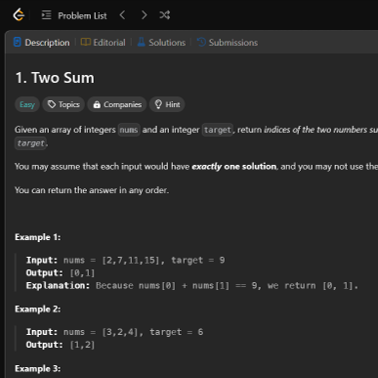 Problem List
Description | Editorial | Solutions | Submissions
1. Two Sum
Easy Topics Companies Hint
Given an array of integers nums and an integer target, return indices of the two numbers su
target.
You may assume that each input would have exactly one solution, and you may not use the
You can return the answer in any order.
Example 1:
Input: nums = [2,7,11,15], target = 9
Output: [0,1]
Explanation: Because nums[0] + nums[1] == 9, we return [0, 1].
Example 2:
Input: nums = [3,2,4], target = 6
Output: [1,2]
Example 3: